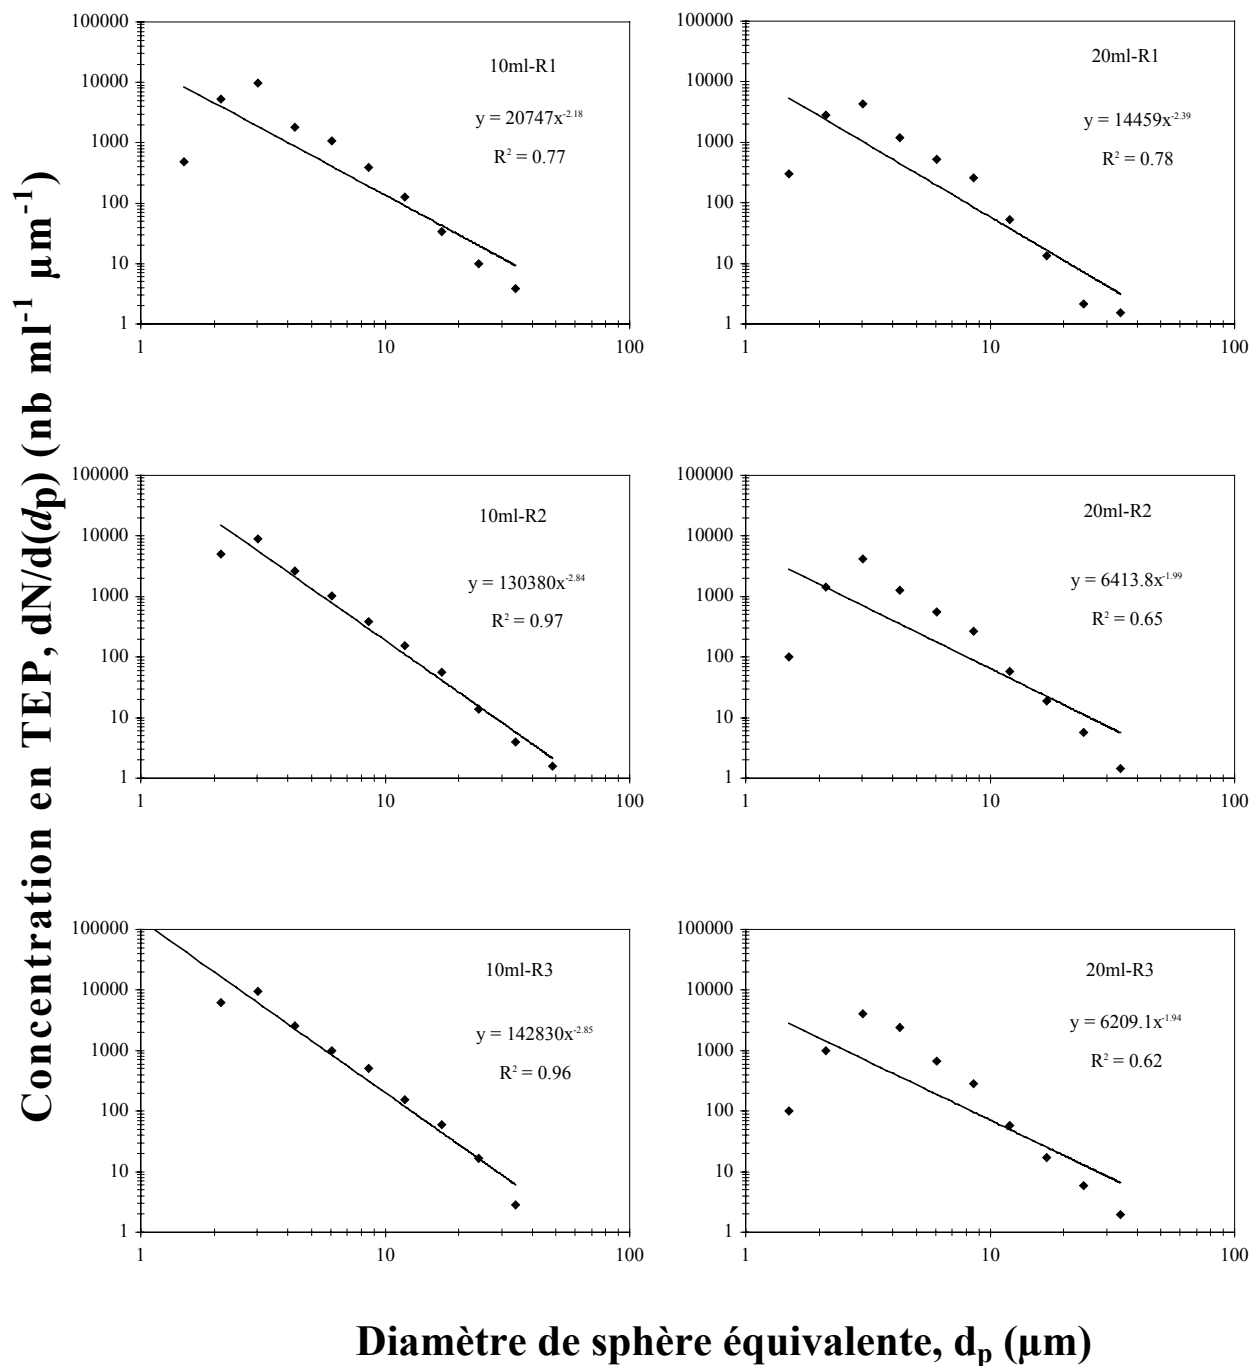 Concentration en TEP, dN/d(dp) (nb ml⁻¹ µm⁻¹)
100000
10000
1000
100
10
1
1 10 100
10ml-R1
y = 20747x⁻²·¹⁸
R² = 0.77
100000
10000
1000
100
10
1
1 10 100
20ml-R1
y = 14459x⁻²·³⁹
R² = 0.78
100000
10000
1000
100
10
1
1 10 100
10ml-R2
y = 130380x⁻²·⁸⁴
R² = 0.97
100000
10000
1000
100
10
1
1 10 100
20ml-R2
y = 6413.8x⁻¹·⁹⁹
R² = 0.65
100000
10000
1000
100
10
1
1 10 100
10ml-R3
y = 142830x⁻²·⁸⁵
R² = 0.96
100000
10000
1000
100
10
1
1 10 100
20ml-R3
y = 6209.1x⁻¹·⁹⁴
R² = 0.62
Diamètre de sphère équivalente, dₚ (µm)